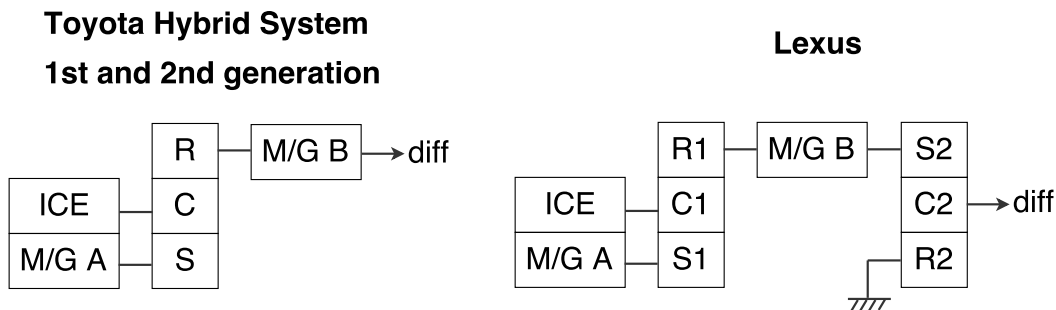 Toyota Hybrid System
1st and 2nd generation
R
M/G B
diff
ICE
C
M/G A
S
Lexus
R1
M/G B
S2
ICE
C1
C2
diff
M/G A
S1
R2